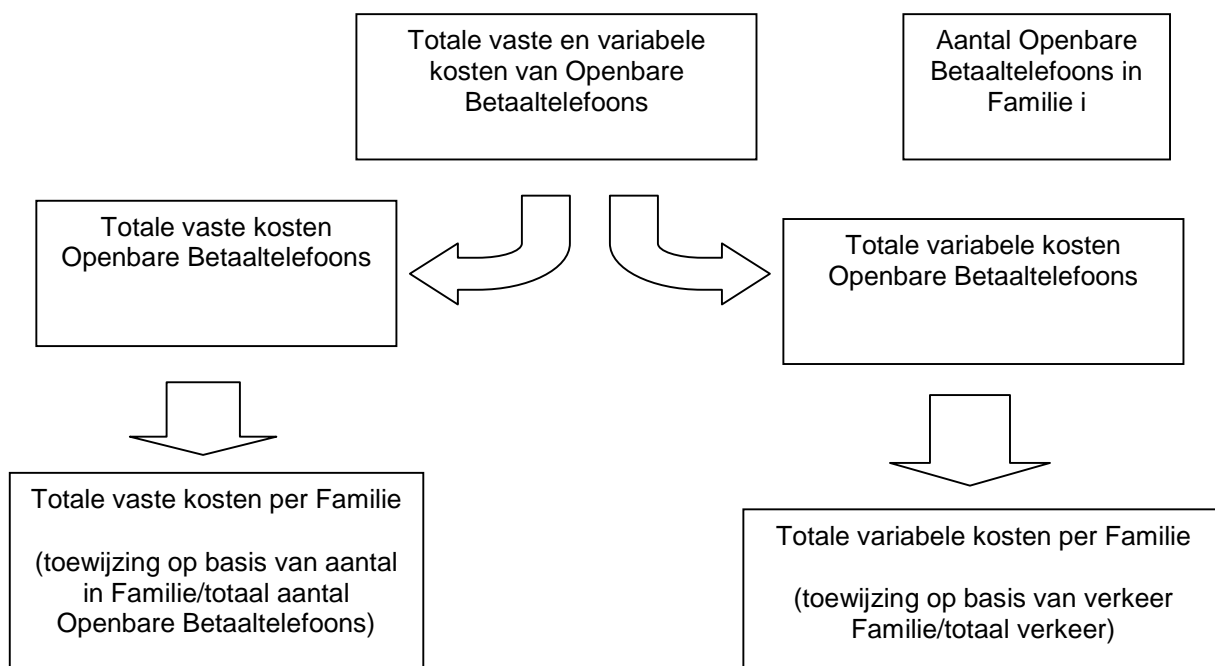 Totale vaste en variabele
kosten van Openbare
Betaaltelefoons
Aantal Openbare
Betaaltelefoons in
Familie i
Totale vaste kosten
Openbare Betaaltelefoons
Totale variabele kosten
Openbare Betaaltelefoons
Totale vaste kosten per Familie
(toewijzing op basis van aantal
in Familie/totaal aantal
Openbare Betaaltelefoons)
Totale variabele kosten per Familie
(toewijzing op basis van verkeer
Familie/totaal verkeer)